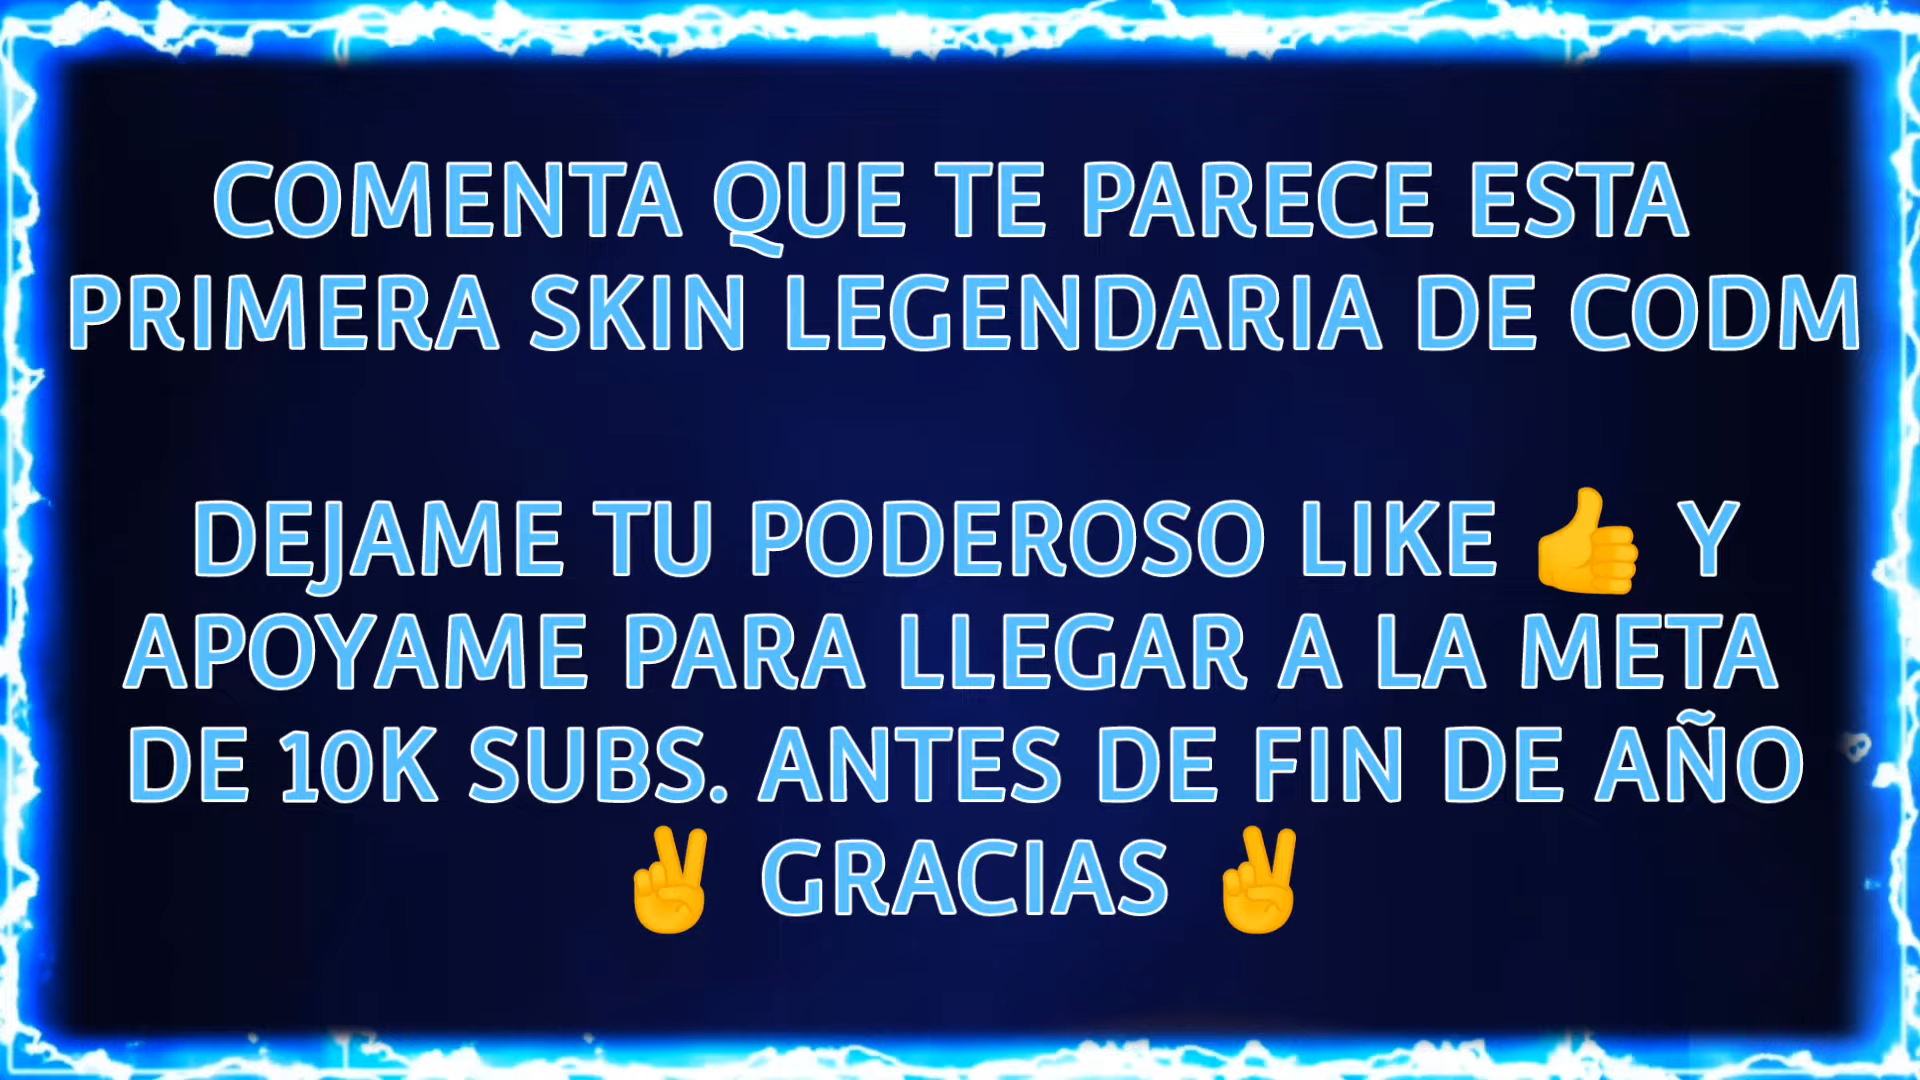 COMENTA QUE TE PARECE ESTA
PRIMERA SKIN LEGENDARIA DE CODM
DEJAME TU PODEROSO LIKE 👍 Y
APOYAME PARA LLEGAR A LA META
DE 10K SUBS. ANTES DE FIN DE AÑO
✌ GRACIAS ✌